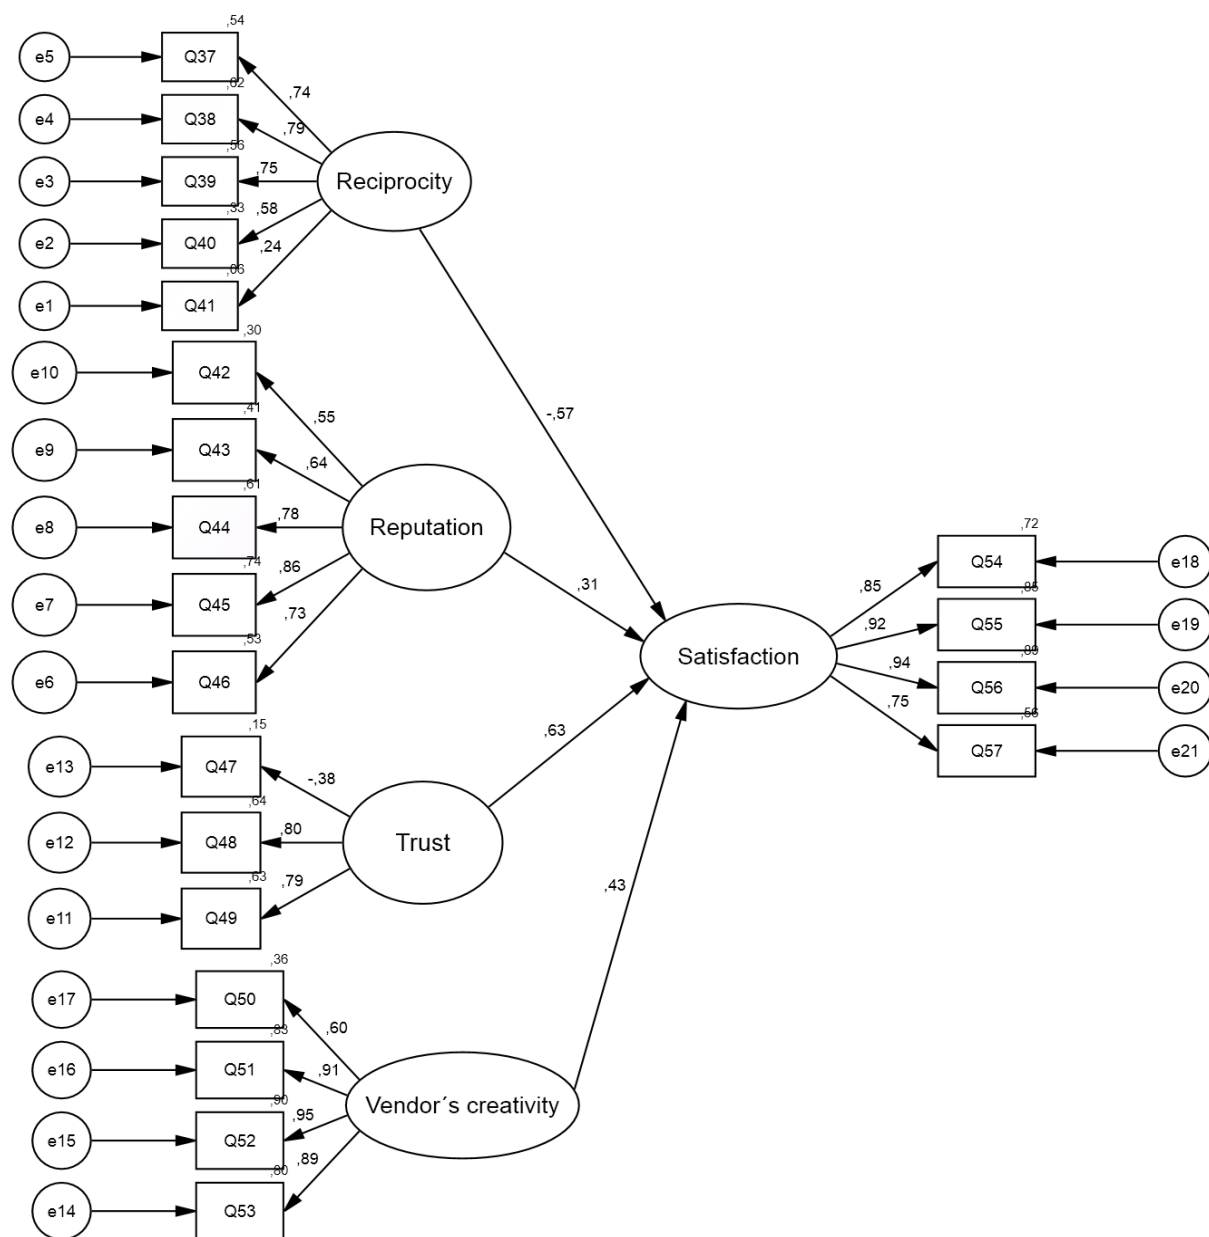 ,54
e5 Q37
,74
,62
e4 Q38
,79
,56
e3 Q39 ,75 Reciprocity
,33
e2 Q40 ,58
,24
,06
e1 Q41
,30
e10 Q42
,41
,55
e9 Q43
,64
,61
e8 Q44 ,78 Reputation
,74
e7 Q45 ,86
,73
,53
e6 Q46
-,57
,31
,15
e13 Q47 -,38
,64
e12 Q48 ,80 Trust
,63
e11 Q49 ,79
,63
,36
e17 Q50
,60
,83
e16 Q51 ,91
,90
e15 Q52 ,95 Vendor´s creativity
,80
,89
e14 Q53
,43
Satisfaction
,72
,85 Q54 e18
,85
,92 Q55 e19
,89
,94 Q56 e20
,56
,75 Q57 e21